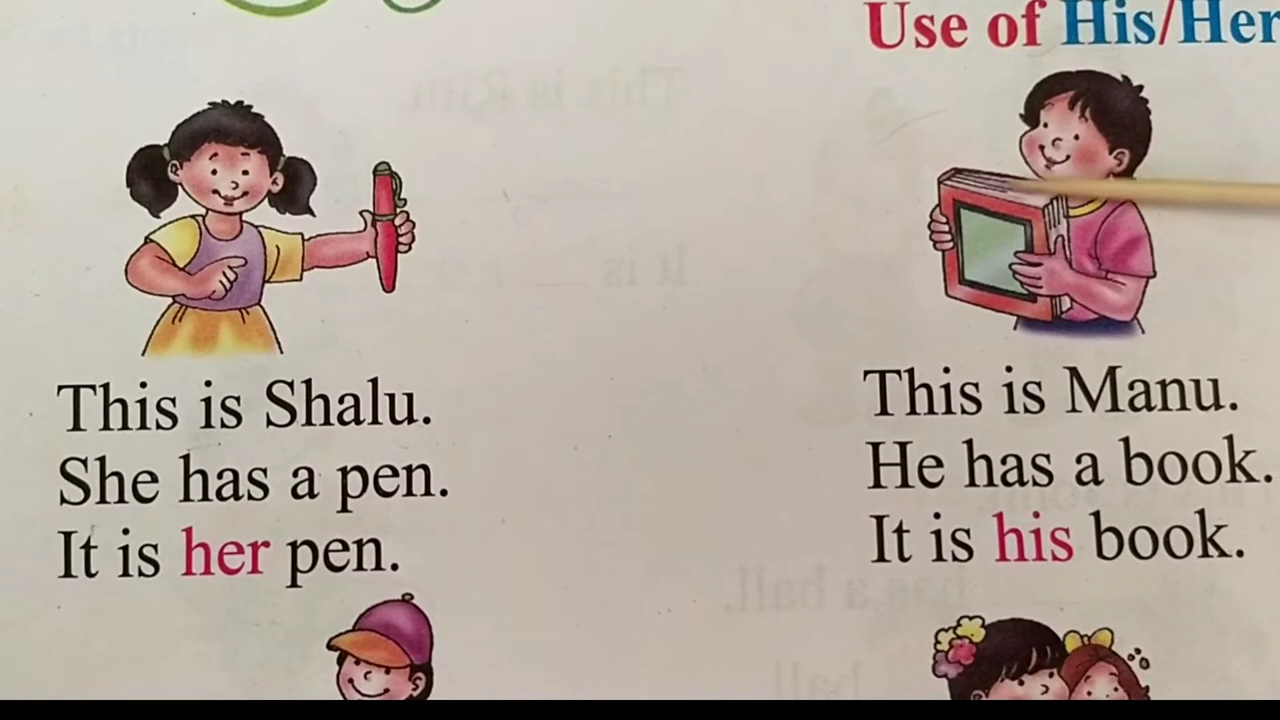 Use of His/Her
This is Shalu.
She has a pen.
It is her pen.
This is Manu.
He has a book.
It is his book.